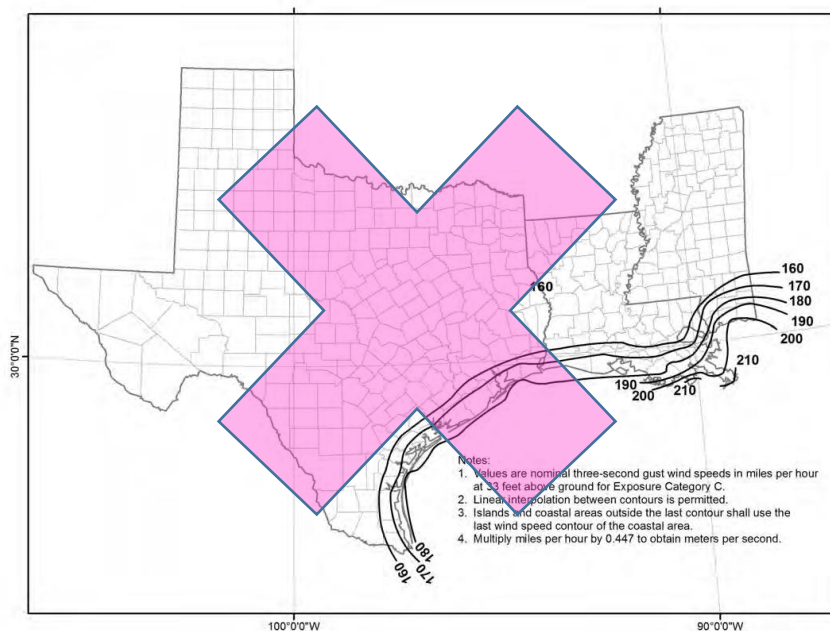 160
160
170
180
190
200
210
190
200
210
30°0'0"N
Notes:
1. Values are nominal three-second gust wind speeds in miles per hour
at 33 feet above ground for Exposure Category C.
2. Linear interpolation between contours is permitted.
3. Islands and coastal areas outside the last contour shall use the
last wind speed contour of the coastal area.
4. Multiply miles per hour by 0.447 to obtain meters per second.
180
170
160
100°0'0"W
90°0'0"W